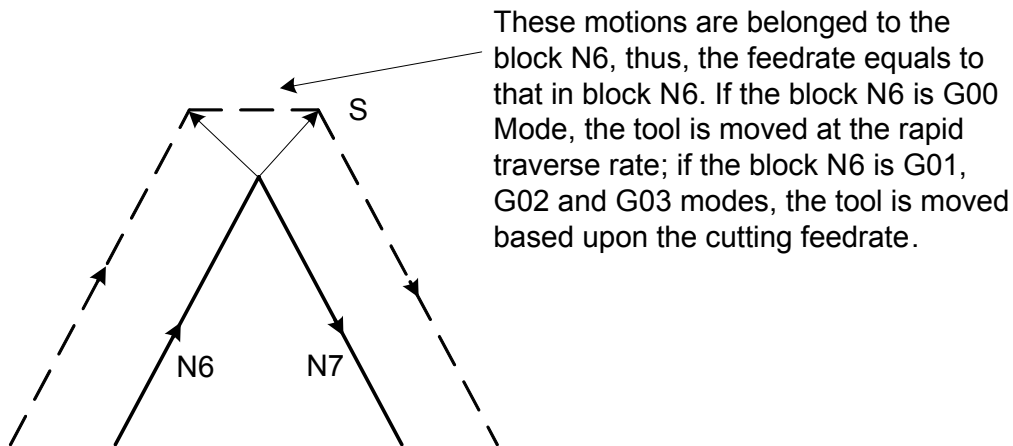 These motions are belonged to the
block N6, thus, the feedrate equals to
that in block N6. If the block N6 is G00
Mode, the tool is moved at the rapid
traverse rate; if the block N6 is G01,
G02 and G03 modes, the tool is moved
based upon the cutting feedrate.
S
N6
N7